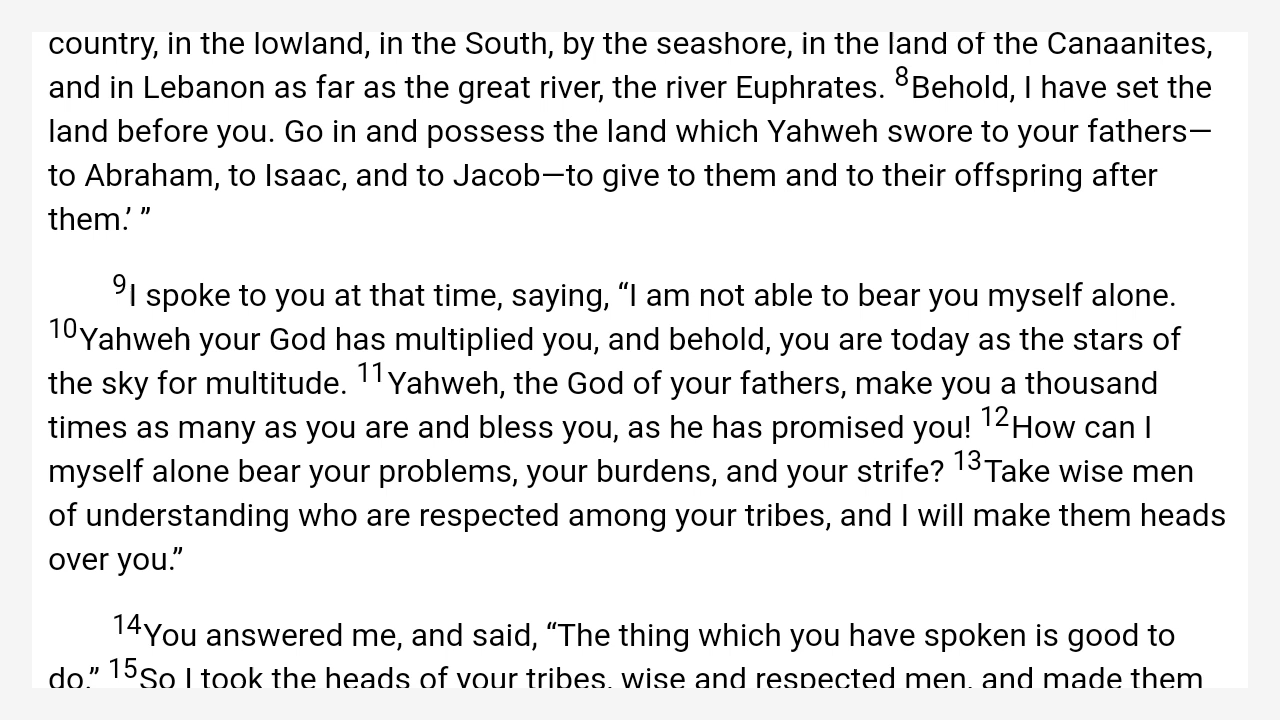 country, in the lowland, in the South, by the seashore, in the land of the Canaanites,
and in Lebanon as far as the great river, the river Euphrates. 8Behold, I have set the
land before you. Go in and possess the land which Yahweh swore to your fathers—
to Abraham, to Isaac, and to Jacob—to give to them and to their offspring after
them.’ ”
9I spoke to you at that time, saying, “I am not able to bear you myself alone.
10Yahweh your God has multiplied you, and behold, you are today as the stars of
the sky for multitude. 11Yahweh, the God of your fathers, make you a thousand
times as many as you are and bless you, as he has promised you! 12How can I
myself alone bear your problems, your burdens, and your strife? 13Take wise men
of understanding who are respected among your tribes, and I will make them heads
over you.”
14You answered me, and said, “The thing which you have spoken is good to
do.” 15So I took the heads of your tribes, wise and respected men, and made them